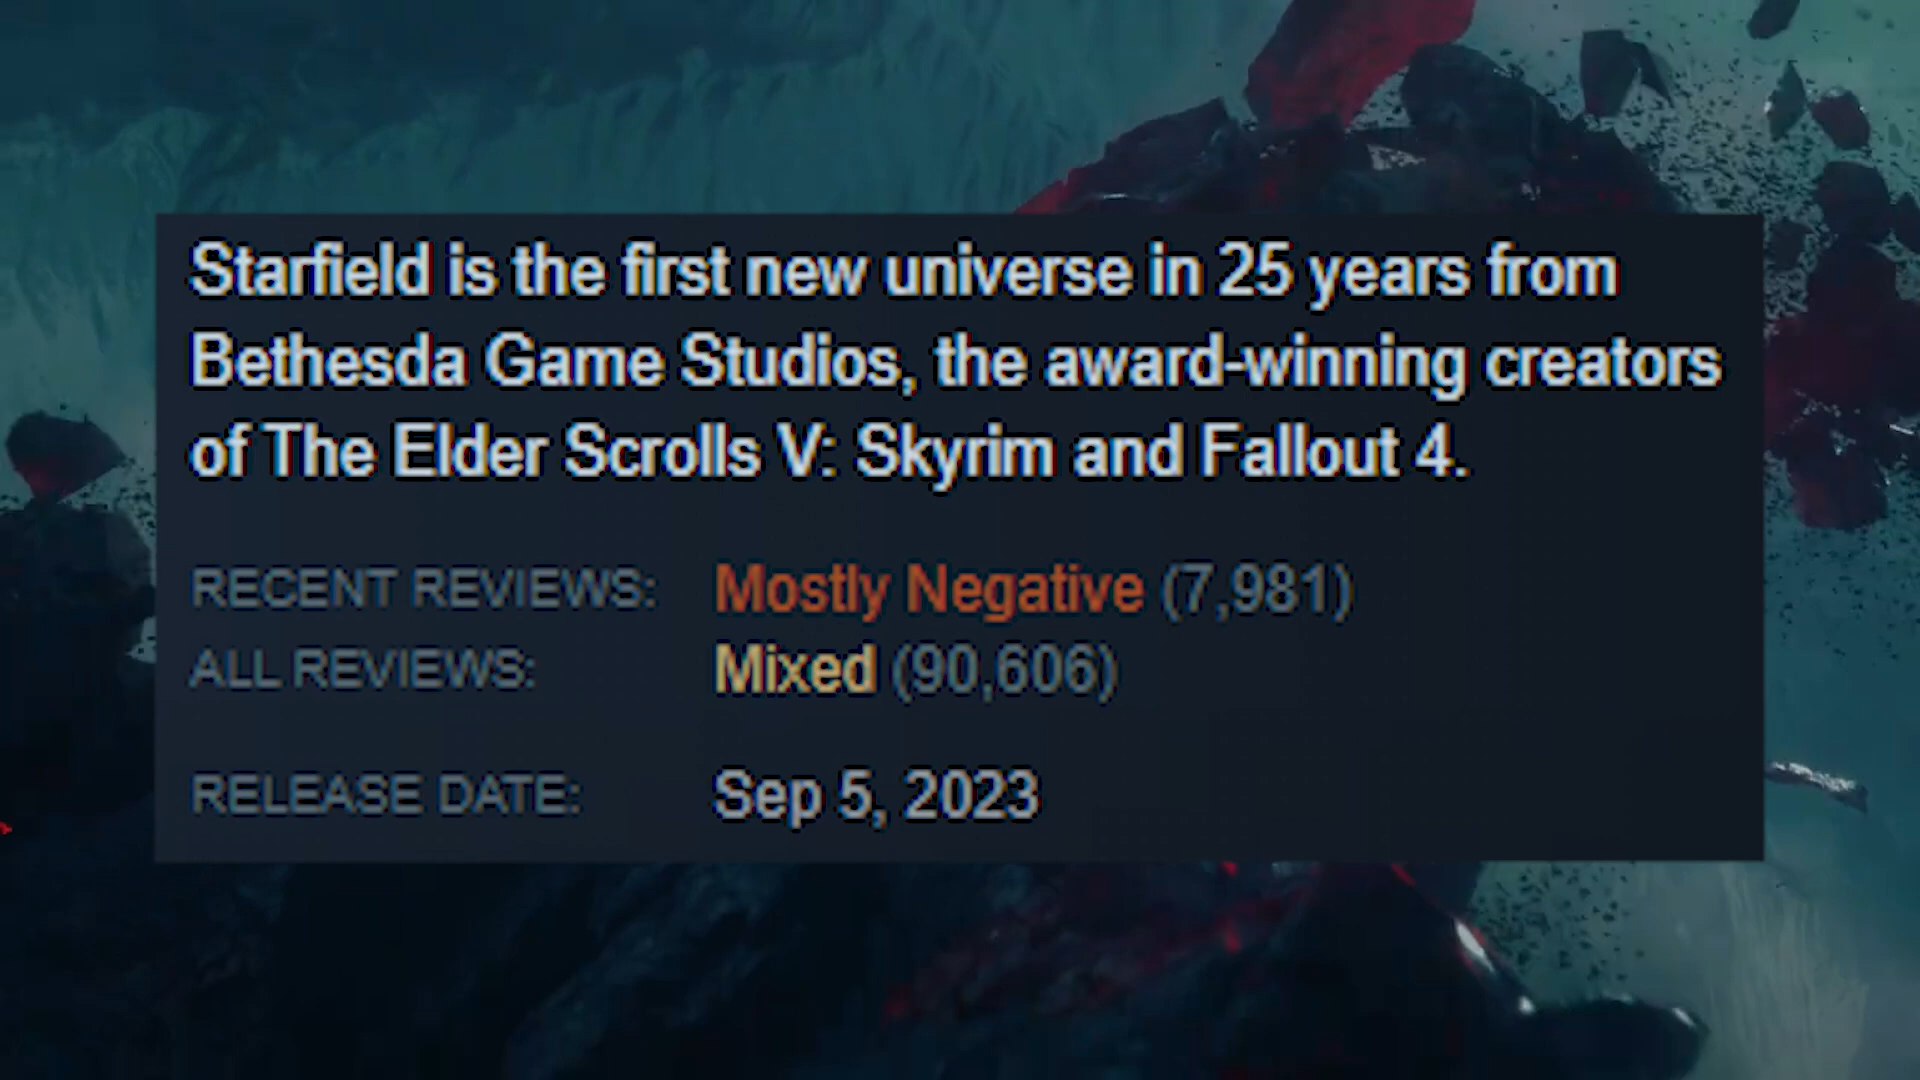 Starfield is the first new universe in 25 years from
Bethesda Game Studios, the award-winning creators
of The Elder Scrolls V: Skyrim and Fallout 4.
RECENT REVIEWS: Mostly Negative (7,981)
ALL REVIEWS: Mixed (90,606)
RELEASE DATE: Sep 5, 2023